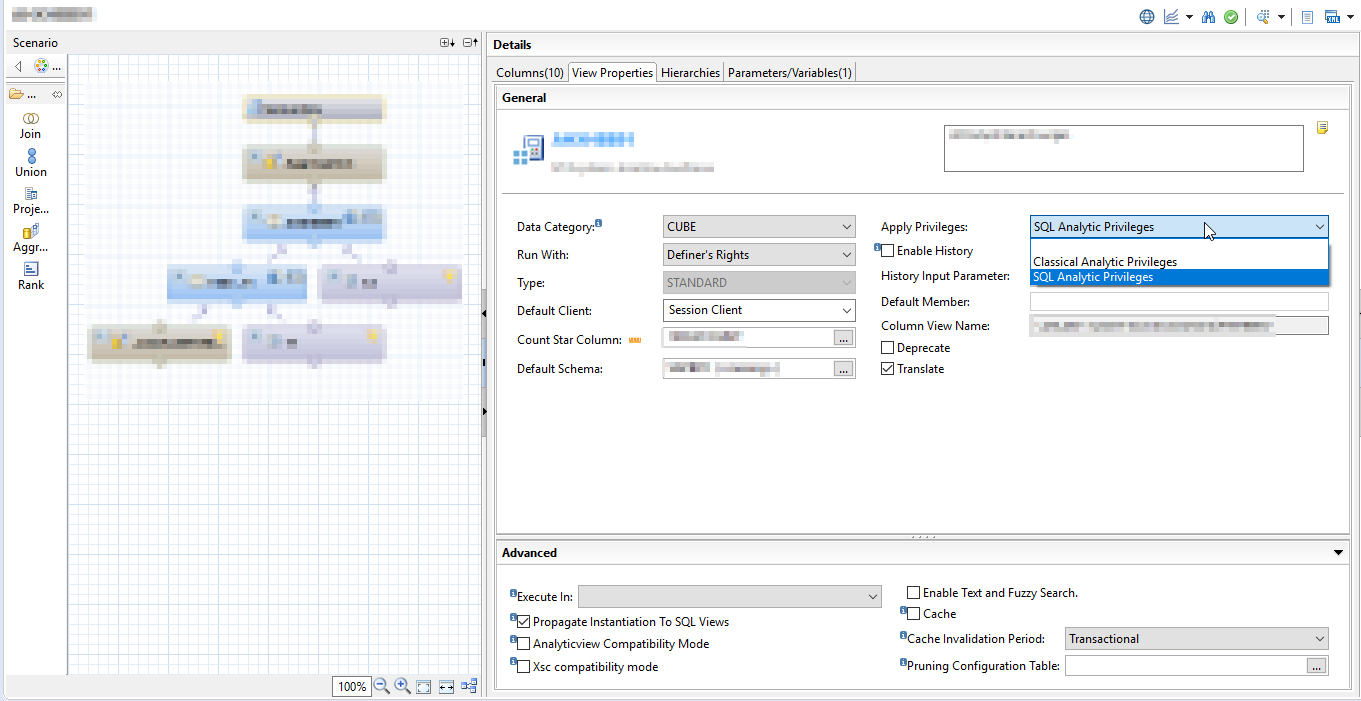 Scenario
...
...
Join
Union
Proje...
Aggr...
Rank
100%
Details
Columns(10) View Properties Hierarchies Parameters/Variables(1)
General
Data Category: CUBE
Run With: Definer's Rights
Type: STANDARD
Default Client: Session Client
Count Star Column: ...
Default Schema: ...
Apply Privileges: SQL Analytic Privileges
Classical Analytic Privileges
SQL Analytic Privileges
Enable History
History Input Parameter:
Default Member:
Column View Name:
Deprecate
Translate
Advanced
Execute In:
Propagate Instantiation To SQL Views
Analyticview Compatibility Mode
Xsc compatibility mode
Enable Text and Fuzzy Search.
Cache
Cache Invalidation Period: Transactional
Pruning Configuration Table: ...